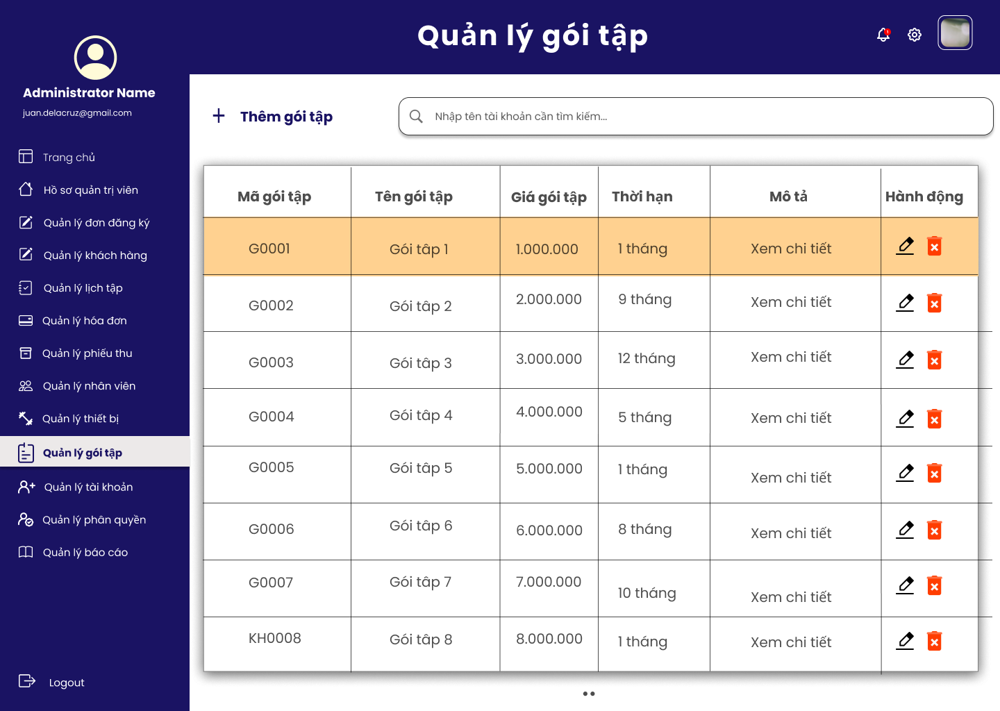 Quản lý gói tập
1
Administrator Name
juan.delacruz@gmail.com
Trang chủ
Hồ sơ quản trị viên
Quản lý đơn đăng ký
Quản lý khách hàng
Quản lý lịch tập
Quản lý hóa đơn
Quản lý phiếu thu
Quản lý nhân viên
Quản lý thiết bị
Quản lý gói tập
Quản lý tài khoản
Quản lý phân quyền
Quản lý báo cáo
Logout
+ Thêm gói tập
Nhập tên tài khoản cần tìm kiếm...
Mã gói tập Tên gói tập Giá gói tập Thời hạn Mô tả Hành động
G0001 Gói tâp 1 1.000.000 1 tháng Xem chi tiết
G0002 Gói tâp 2 2.000.000 9 tháng Xem chi tiết
G0003 Gói tâp 3 3.000.000 12 tháng Xem chi tiết
G0004 Gói tâp 4 4.000.000 5 tháng Xem chi tiết
G0005 Gói tâp 5 5.000.000 1 tháng Xem chi tiết
G0006 Gói tâp 6 6.000.000 8 tháng Xem chi tiết
G0007 Gói tâp 7 7.000.000 10 tháng Xem chi tiết
KH0008 Gói tâp 8 8.000.000 1 tháng Xem chi tiết